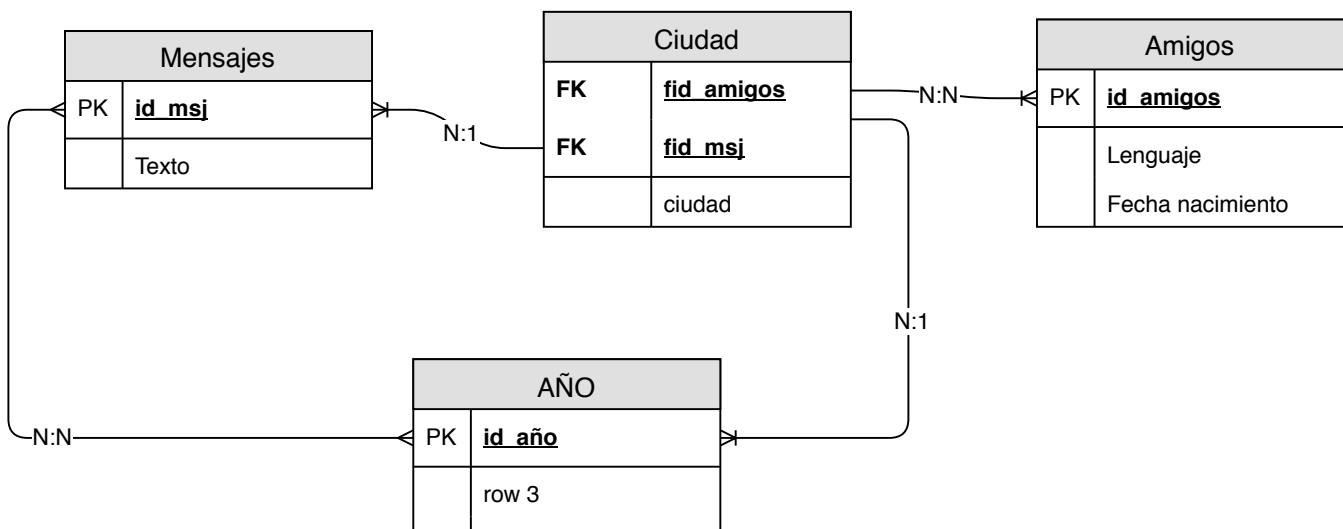 Mensajes
PK id_msj
Texto
Ciudad
FK fid_amigos
FK fid_msj
ciudad
Amigos
PK id_amigos
Lenguaje
Fecha nacimiento
N:1
N:N
N:1
N:N
AÑO
PK id_año
row 3